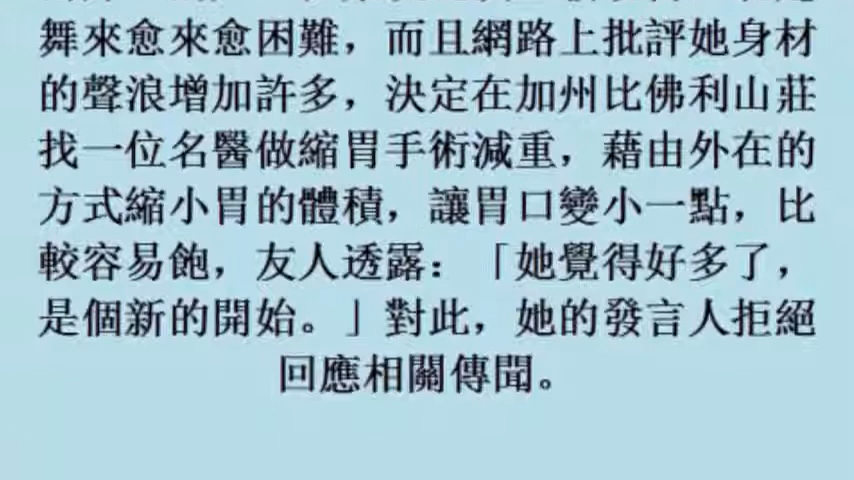 舞來愈來愈困難，而且網路上批評她身材
的聲浪增加許多，決定在加州比佛利山莊
找一位名醫做縮胃手術減重，藉由外在的
方式縮小胃的體積，讓胃口變小一點，比
較容易飽，友人透露：「她覺得好多了，
是個新的開始。」對此，她的發言人拒絕
回應相關傳聞。